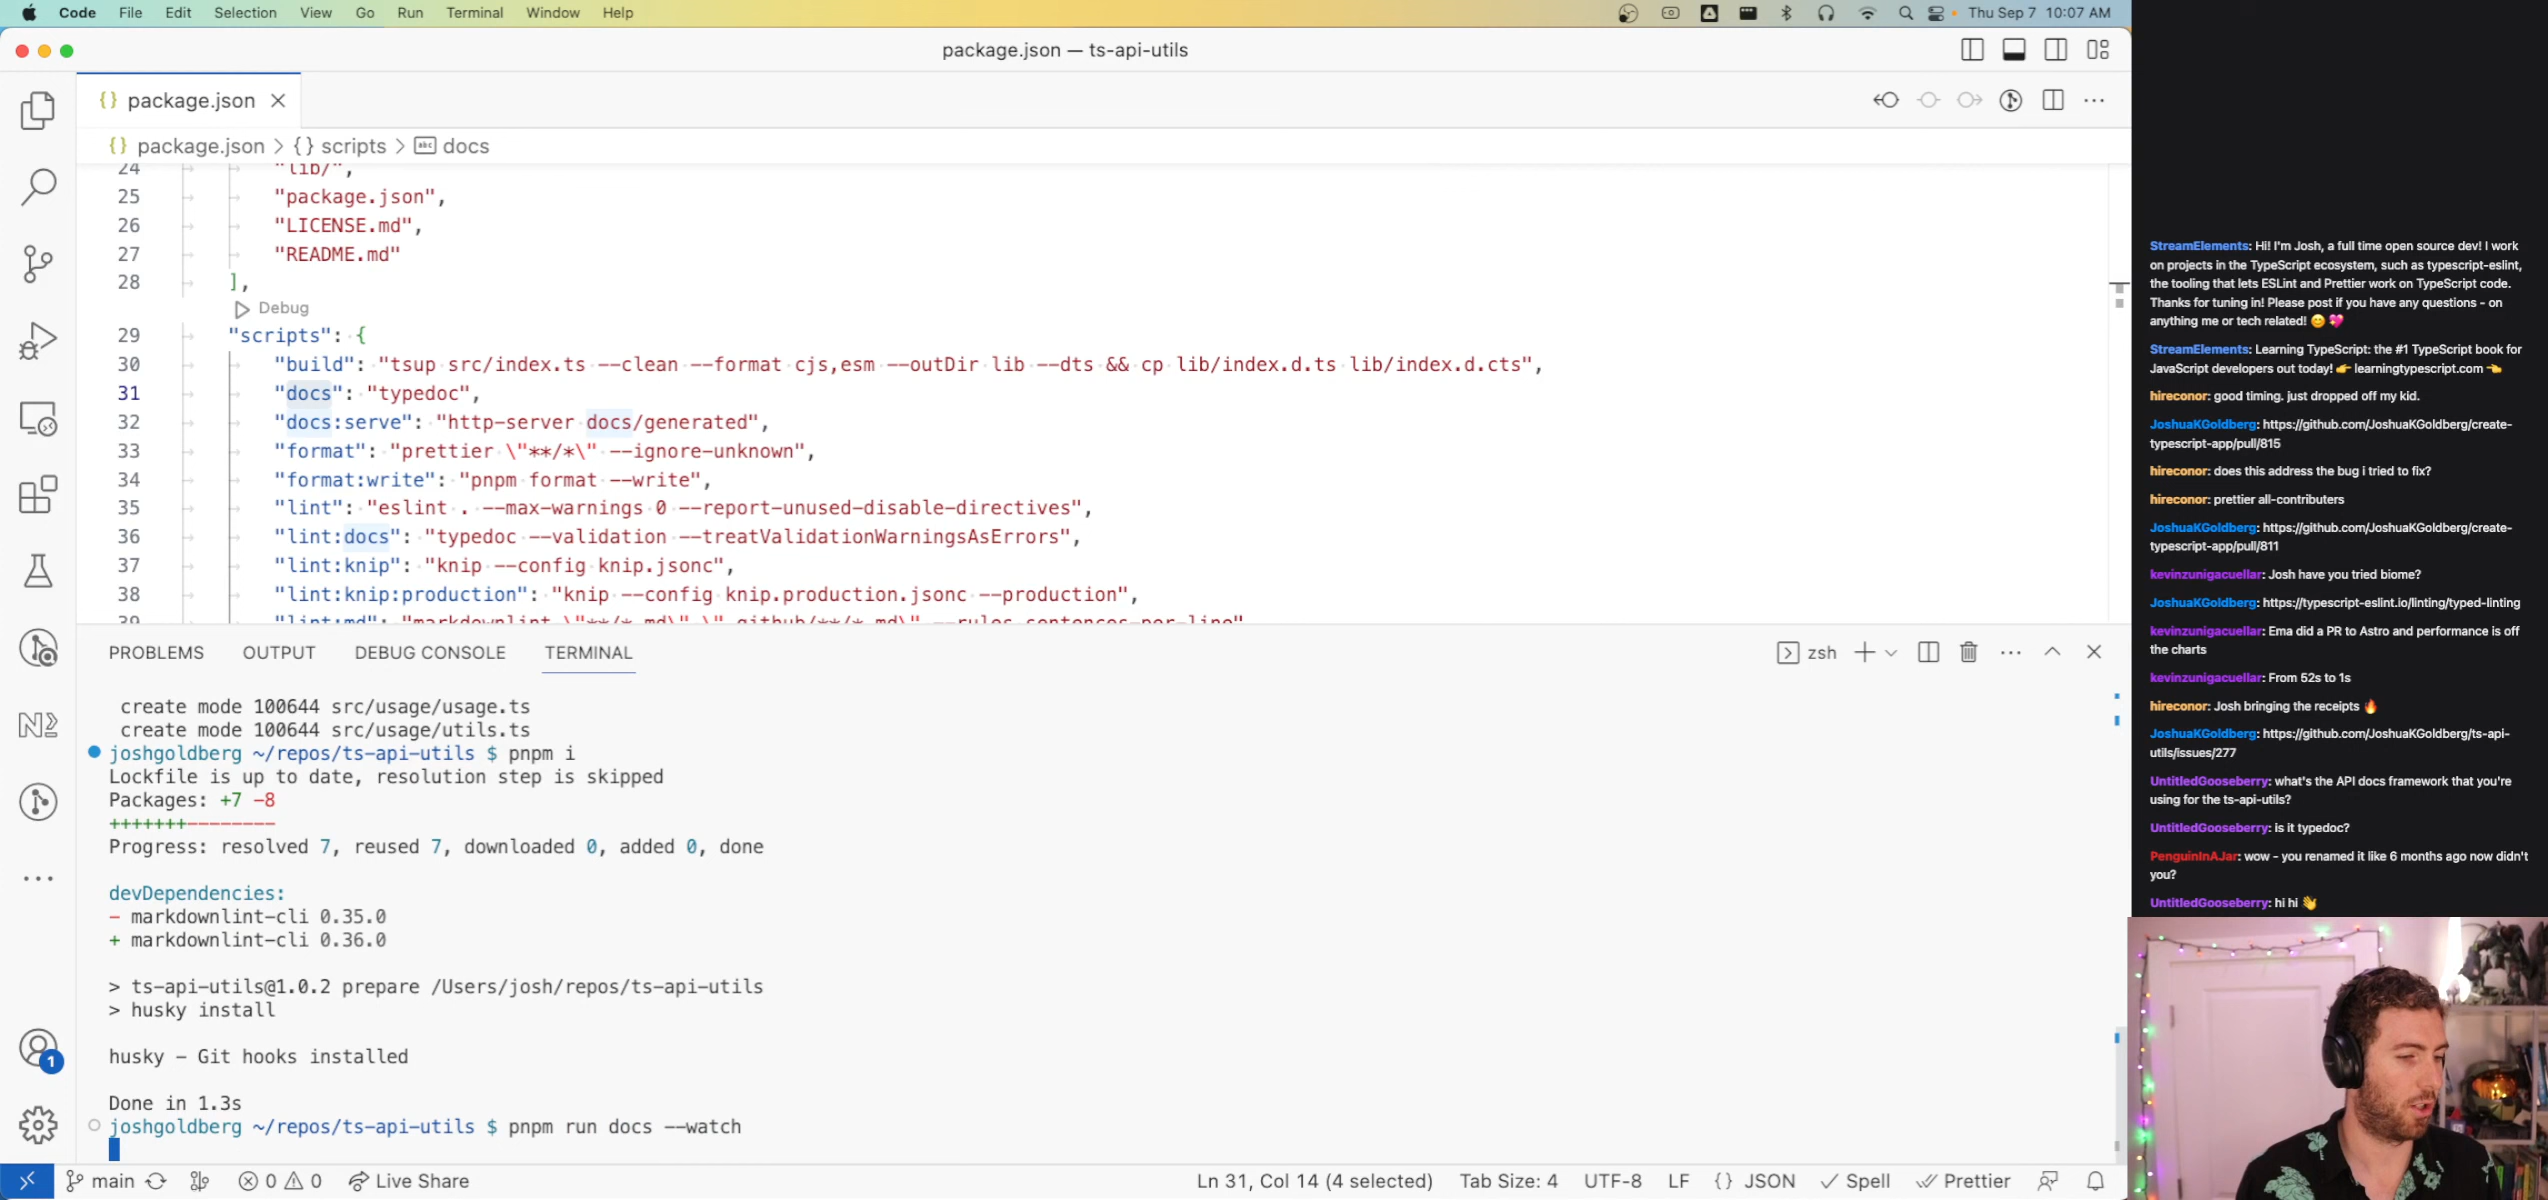 Code File Edit Selection View Go Run Terminal Window Help
Thu Sep 7 10:07 AM
package.json — ts-api-utils
{} package.json
{} package.json > {} scripts > abc docs
24 "lib/",
25 "package.json",
26 "LICENSE.md",
27 "README.md"
28 ],
Debug
29 "scripts": {
30 "build": "tsup src/index.ts --clean --format cjs,esm --outDir lib --dts && cp lib/index.d.ts lib/index.d.cts",
31 "docs": "typedoc",
32 "docs:serve": "http-server docs/generated",
33 "format": "prettier \"**/*\" --ignore-unknown",
34 "format:write": "pnpm format --write",
35 "lint": "eslint . --max-warnings 0 --report-unused-disable-directives",
36 "lint:docs": "typedoc --validation --treatValidationWarningsAsErrors",
37 "lint:knip": "knip --config knip.jsonc",
38 "lint:knip:production": "knip --config knip.production.jsonc --production",
39 "lint:md": "markdownlint \"**/*.md\" \".github/**/*.md\" --rules sentences-per-line"
PROBLEMS OUTPUT DEBUG CONSOLE TERMINAL
zsh
create mode 100644 src/usage/usage.ts
create mode 100644 src/usage/utils.ts
joshgoldberg ~/repos/ts-api-utils $ pnpm i
Lockfile is up to date, resolution step is skipped
Packages: +7 -8
+++++++--------
Progress: resolved 7, reused 7, downloaded 0, added 0, done
devDependencies:
- markdownlint-cli 0.35.0
+ markdownlint-cli 0.36.0
> ts-api-utils@1.0.2 prepare /Users/josh/repos/ts-api-utils
> husky install
husky - Git hooks installed
Done in 1.3s
joshgoldberg ~/repos/ts-api-utils $ pnpm run docs --watch
1
main 0 0 Live Share
Ln 31, Col 14 (4 selected) Tab Size: 4 UTF-8 LF {} JSON Spell Prettier
StreamElements: Hi! I'm Josh, a full time open source dev! I work
on projects in the TypeScript ecosystem, such as typescript-eslint,
the tooling that lets ESLint and Prettier work on TypeScript code.
Thanks for tuning in! Please post if you have any questions - on
anything me or tech related! 😊 💖
StreamElements: Learning TypeScript: the #1 TypeScript book for
JavaScript developers out today! 👉 learningtypescript.com 👈
hireconor: good timing. just dropped off my kid.
JoshuaKGoldberg: https://github.com/JoshuaKGoldberg/create-
typescript-app/pull/815
hireconor: does this address the bug i tried to fix?
hireconor: prettier all-contributers
JoshuaKGoldberg: https://github.com/JoshuaKGoldberg/create-
typescript-app/pull/811
kevinzunigacuellar: Josh have you tried biome?
JoshuaKGoldberg: https://typescript-eslint.io/linting/typed-linting
kevinzunigacuellar: Ema did a PR to Astro and performance is off
the charts
kevinzunigacuellar: From 52s to 1s
hireconor: Josh bringing the receipts 🔥
JoshuaKGoldberg: https://github.com/JoshuaKGoldberg/ts-api-
utils/issues/277
UntitledGooseberry: what's the API docs framework that you're
using for the ts-api-utils?
UntitledGooseberry: is it typedoc?
PenguinInAJar: wow - you renamed it like 6 months ago now didn't
you?
UntitledGooseberry: hi hi 👋